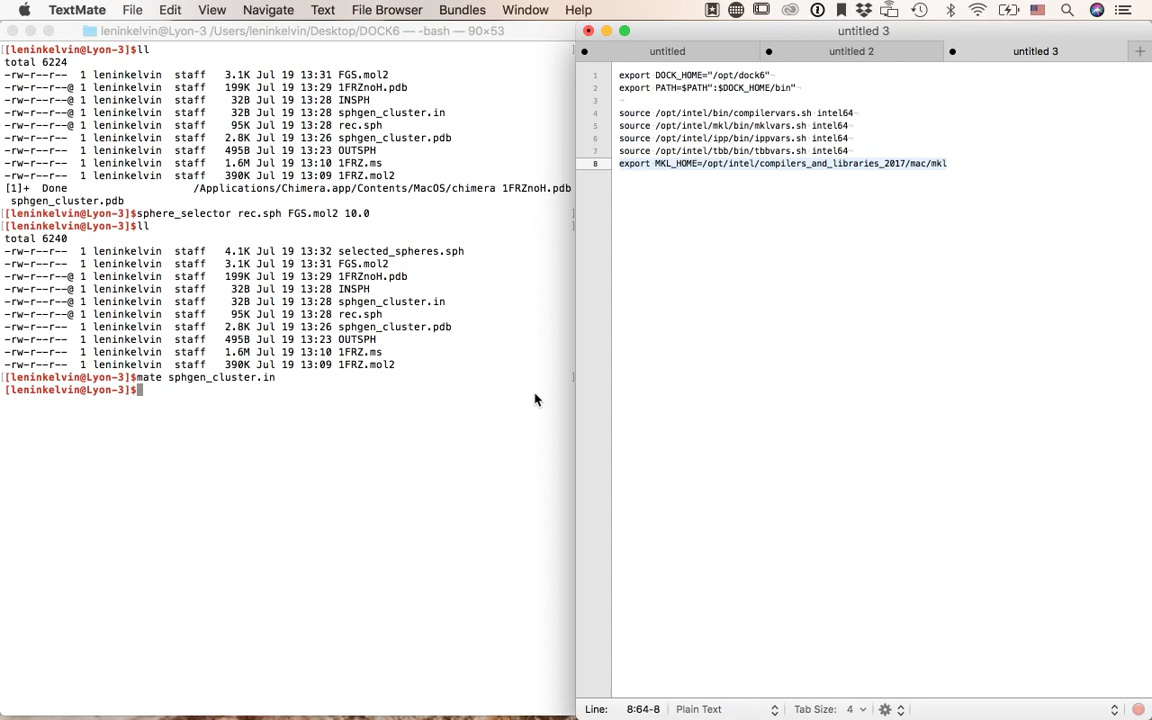 TextMate File Edit View Navigate Text File Browser Bundles Window Help
/Users/leninkelvin/Desktop/DOCK6 — -bash — 90×53
[[leninkelvin@Lyon-3]$ll ]
total 6224
-rw-r--r-- 1 leninkelvin staff 3.1K Jul 19 13:31 FGS.mol2
-rw-r--r--@ 1 leninkelvin staff 199K Jul 19 13:29 1FRZnoH.pdb
-rw-r--r-- 1 leninkelvin staff 32B Jul 19 13:28 INSPH
-rw-r--r--@ 1 leninkelvin staff 32B Jul 19 13:28 sphgen_cluster.in
-rw-r--r--@ 1 leninkelvin staff 95K Jul 19 13:28 rec.sph
-rw-r--r-- 1 leninkelvin staff 2.8K Jul 19 13:26 sphgen_cluster.pdb
-rw-r--r-- 1 leninkelvin staff 495B Jul 19 13:23 OUTSPH
-rw-r--r-- 1 leninkelvin staff 1.6M Jul 19 13:10 1FRZ.ms
-rw-r--r-- 1 leninkelvin staff 390K Jul 19 13:09 1FRZ.mol2
[1]+ Done /Applications/Chimera.app/Contents/MacOS/chimera 1FRZnoH.pdb
sphgen_cluster.pdb
[[leninkelvin@Lyon-3]$sphere_selector rec.sph FGS.mol2 10.0 ]
[[leninkelvin@Lyon-3]$ll ]
total 6240
-rw-r--r-- 1 leninkelvin staff 4.1K Jul 19 13:32 selected_spheres.sph
-rw-r--r-- 1 leninkelvin staff 3.1K Jul 19 13:31 FGS.mol2
-rw-r--r--@ 1 leninkelvin staff 199K Jul 19 13:29 1FRZnoH.pdb
-rw-r--r-- 1 leninkelvin staff 32B Jul 19 13:28 INSPH
-rw-r--r--@ 1 leninkelvin staff 32B Jul 19 13:28 sphgen_cluster.in
-rw-r--r--@ 1 leninkelvin staff 95K Jul 19 13:28 rec.sph
-rw-r--r-- 1 leninkelvin staff 2.8K Jul 19 13:26 sphgen_cluster.pdb
-rw-r--r-- 1 leninkelvin staff 495B Jul 19 13:23 OUTSPH
-rw-r--r-- 1 leninkelvin staff 1.6M Jul 19 13:10 1FRZ.ms
-rw-r--r-- 1 leninkelvin staff 390K Jul 19 13:09 1FRZ.mol2
[[leninkelvin@Lyon-3]$mate sphgen_cluster.in ]
[leninkelvin@Lyon-3]$
untitled 3
untitled untitled 2 untitled 3
1 export DOCK_HOME="/opt/dock6"¬
2 export PATH=$PATH":$DOCK_HOME/bin"¬
3 ¬
4 source /opt/intel/bin/compilervars.sh intel64¬
5 source /opt/intel/mkl/bin/mklvars.sh intel64¬
6 source /opt/intel/ipp/bin/ippvars.sh intel64¬
7 source /opt/intel/tbb/bin/tbbvars.sh intel64¬
8 export MKL_HOME=/opt/intel/compilers_and_libraries_2017/mac/mkl
Line: 8:64-8 Plain Text Tab Size: 4